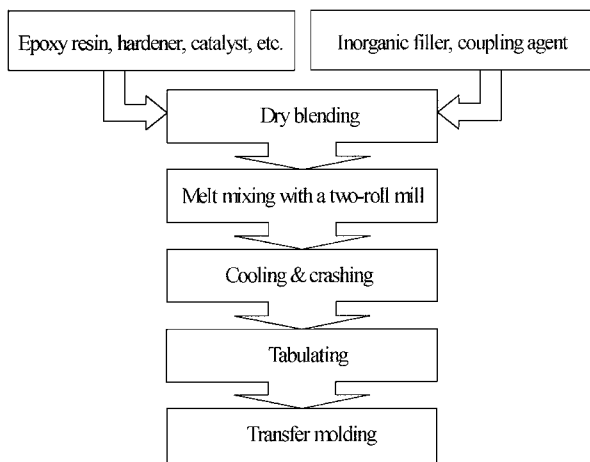 Epoxy resin, hardener, catalyst, etc.
Inorganic filler, coupling agent
Dry blending
Melt mixing with a two-roll mill
Cooling & crashing
Tabulating
Transfer molding